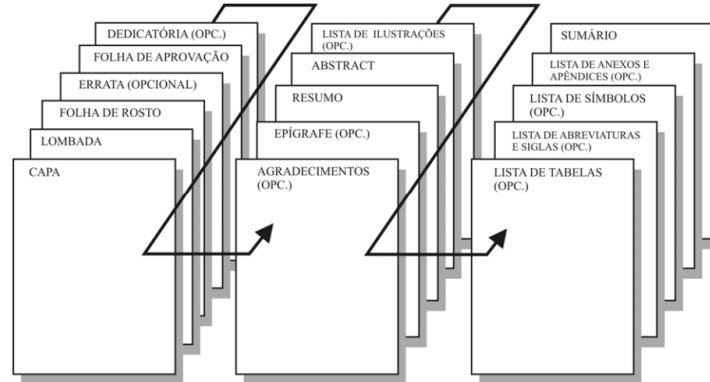 DEDICATÓRIA (OPC.)
FOLHA DE APROVAÇÃO
ERRATA (OPCIONAL)
FOLHA DE ROSTO
LOMBADA
CAPA
LISTA DE ILUSTRAÇÕES
(OPC.)
ABSTRACT
RESUMO
EPÍGRAFE (OPC.)
AGRADECIMENTOS
(OPC.)
SUMÁRIO
LISTA DE ANEXOS E
APÊNDICES (OPC.)
LISTA DE SÍMBOLOS
(OPC.)
LISTA DE ABREVIATURAS
E SIGLAS (OPC.)
LISTA DE TABELAS
(OPC.)